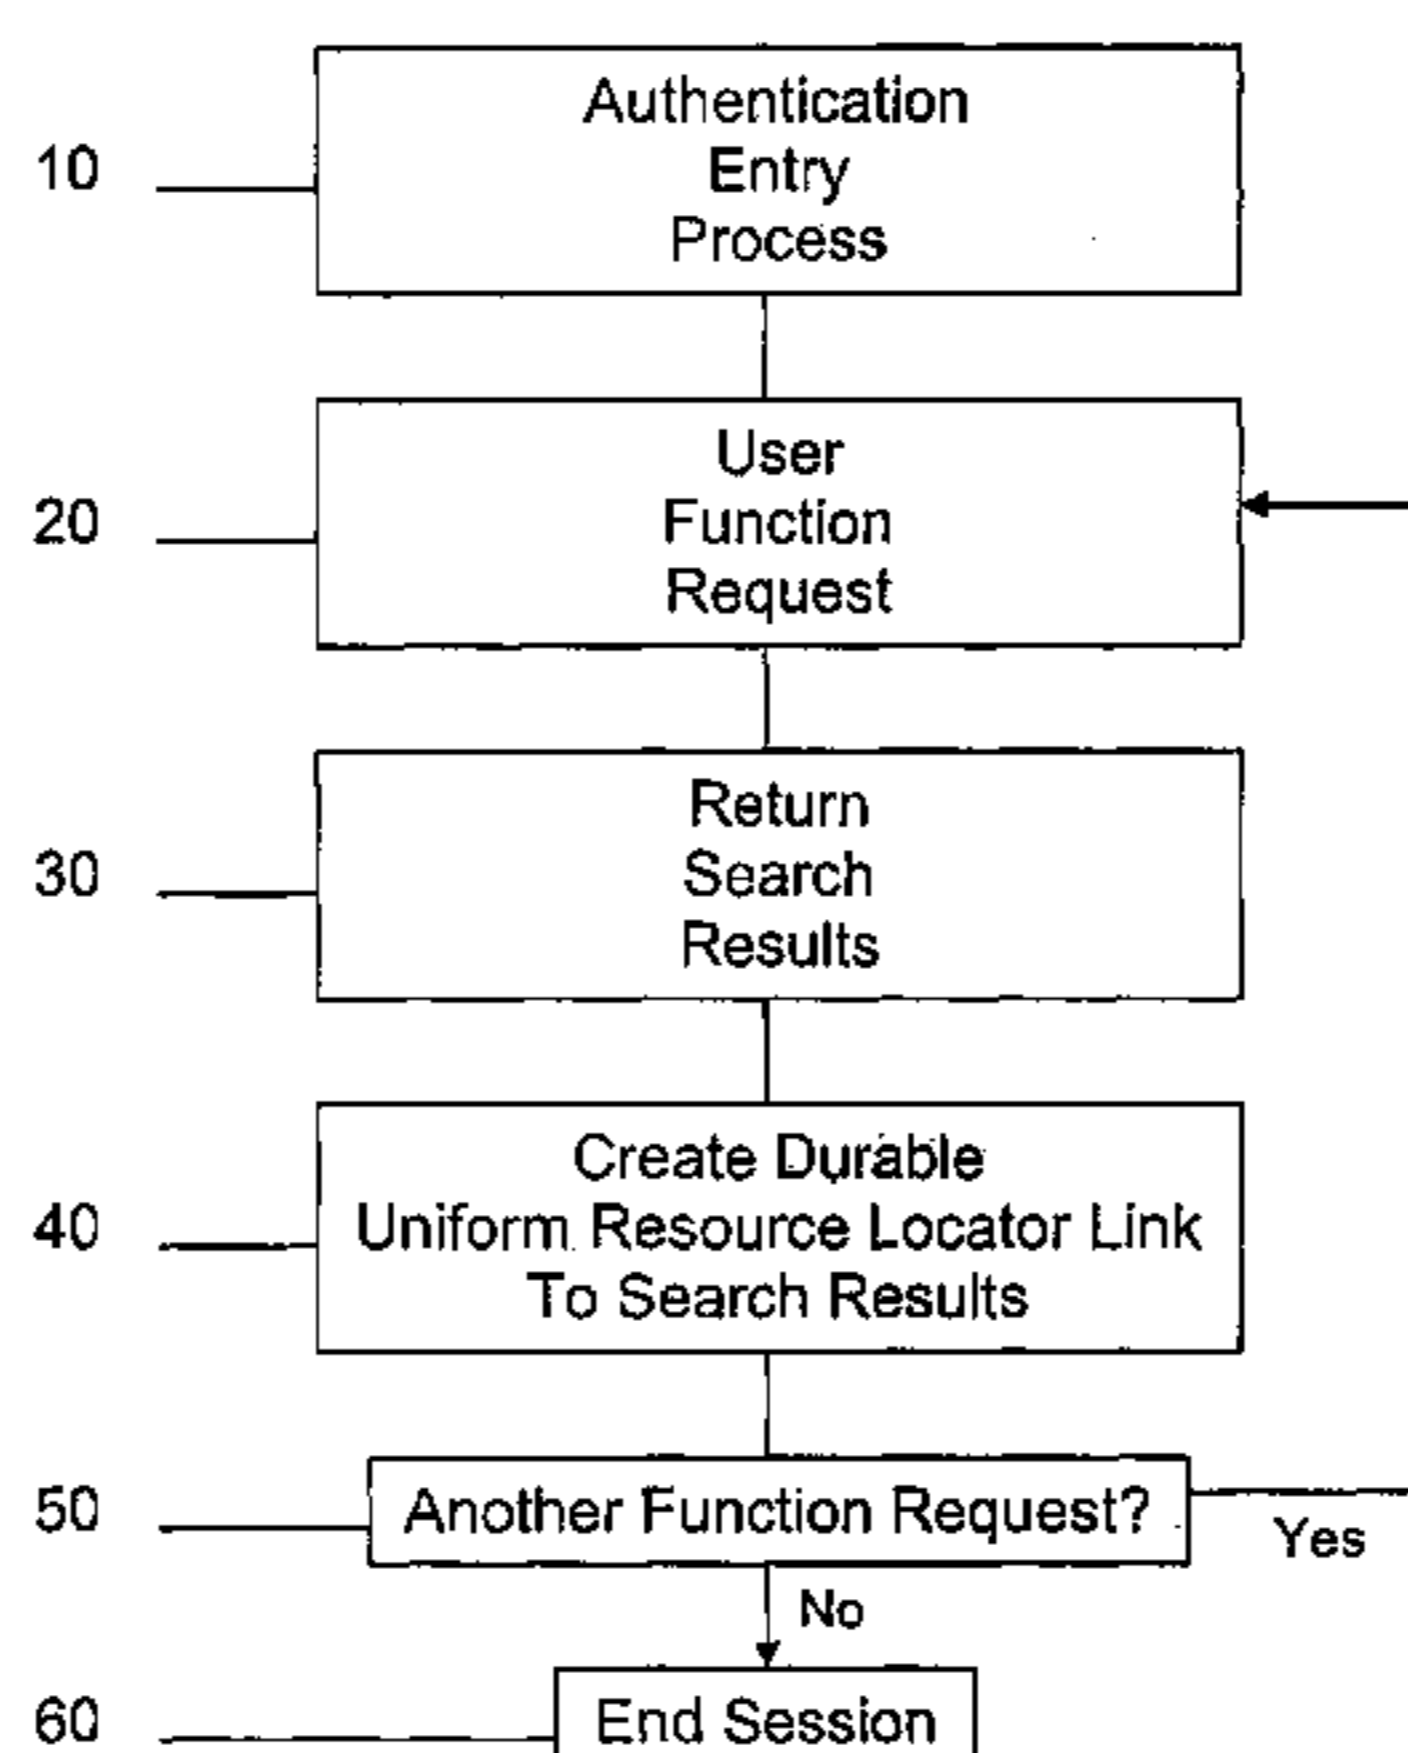 10
Authentication
Entry
Process
20
User
Function
Request
30
Return
Search
Results
40
Create Durable
Uniform Resource Locator Link
To Search Results
50
Another Function Request?
Yes
No
60
End Session